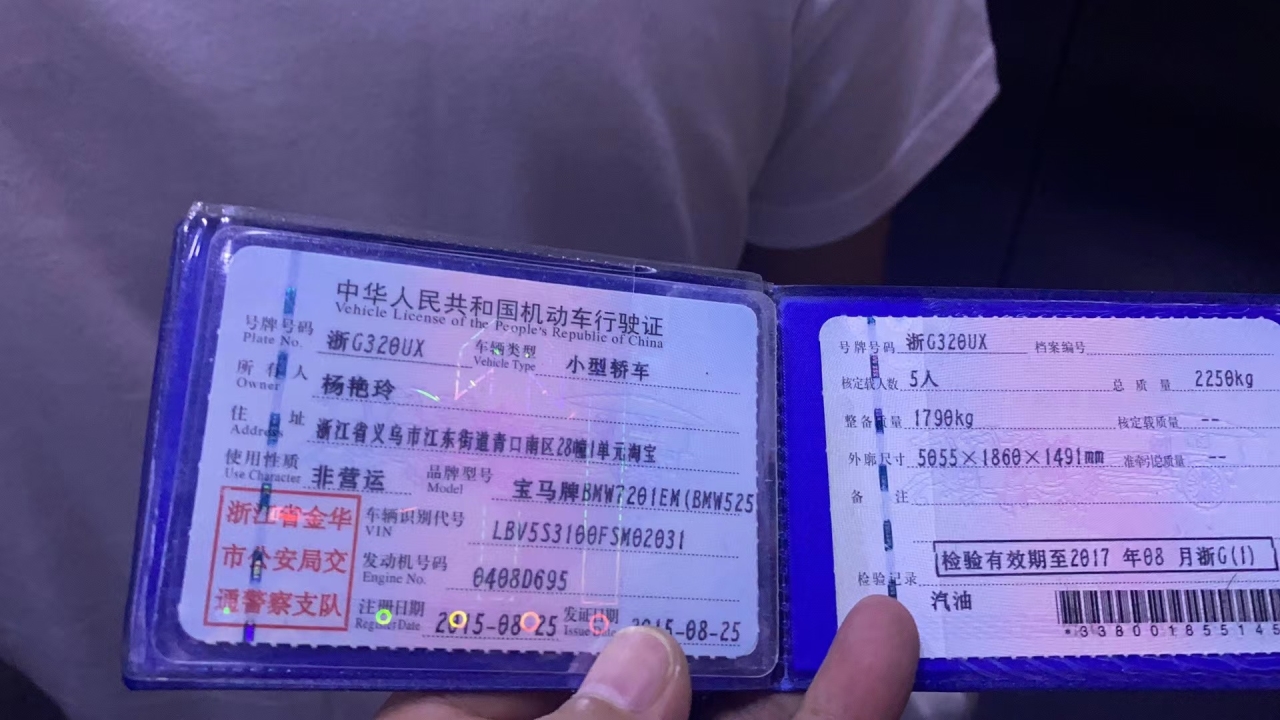 中华人民共和国机动车行驶证
Vehicle License of the People's Republic of China
号牌号码 浙G320UX 车辆类型 小型轿车
Plate No. Vehicle Type
所有人 杨艳玲
Owner
住址 浙江省义乌市江东街道青口南区28幢1单元淘宝
Address
使用性质 非营运 品牌型号 宝马牌BMW7201EM(BMW525
Use Character Model
浙江省金华
市公安局交
通警察支队
车辆识别代号 LBV5S3100FSM02031
VIN
发动机号码 0408D695
Engine No.
注册日期 2015-08-25 发证日期 2015-08-25
Register Date Issue Date
号牌号码 浙G320UX 档案编号
核定载人数 5人 总质量 2250kg
整备质量 1790kg 核定载质量 --
外廓尺寸 5055×1860×1491mm 准牵引总质量 --
备注
检验有效期至2017 年08 月浙G(1)
检验记录
汽油
*338001855145